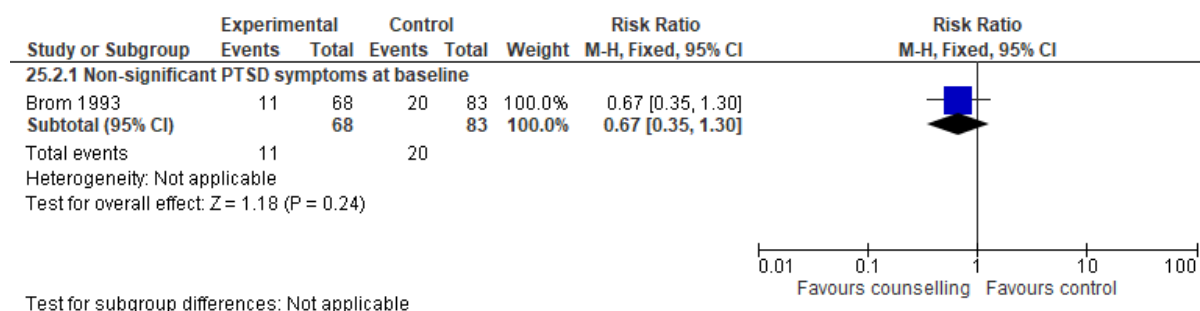 Experimental Control Risk Ratio Risk Ratio
Study or Subgroup Events Total Events Total Weight M-H, Fixed, 95% CI M-H, Fixed, 95% CI
25.2.1 Non-significant PTSD symptoms at baseline
Brom 1993 11 68 20 83 100.0% 0.67 [0.35, 1.30]
Subtotal (95% CI) 68 83 100.0% 0.67 [0.35, 1.30]
Total events 11 20
Heterogeneity: Not applicable
Test for overall effect: Z = 1.18 (P = 0.24)
0.01 0.1 1 10 100
Favours counselling Favours control
Test for subgroup differences: Not applicable